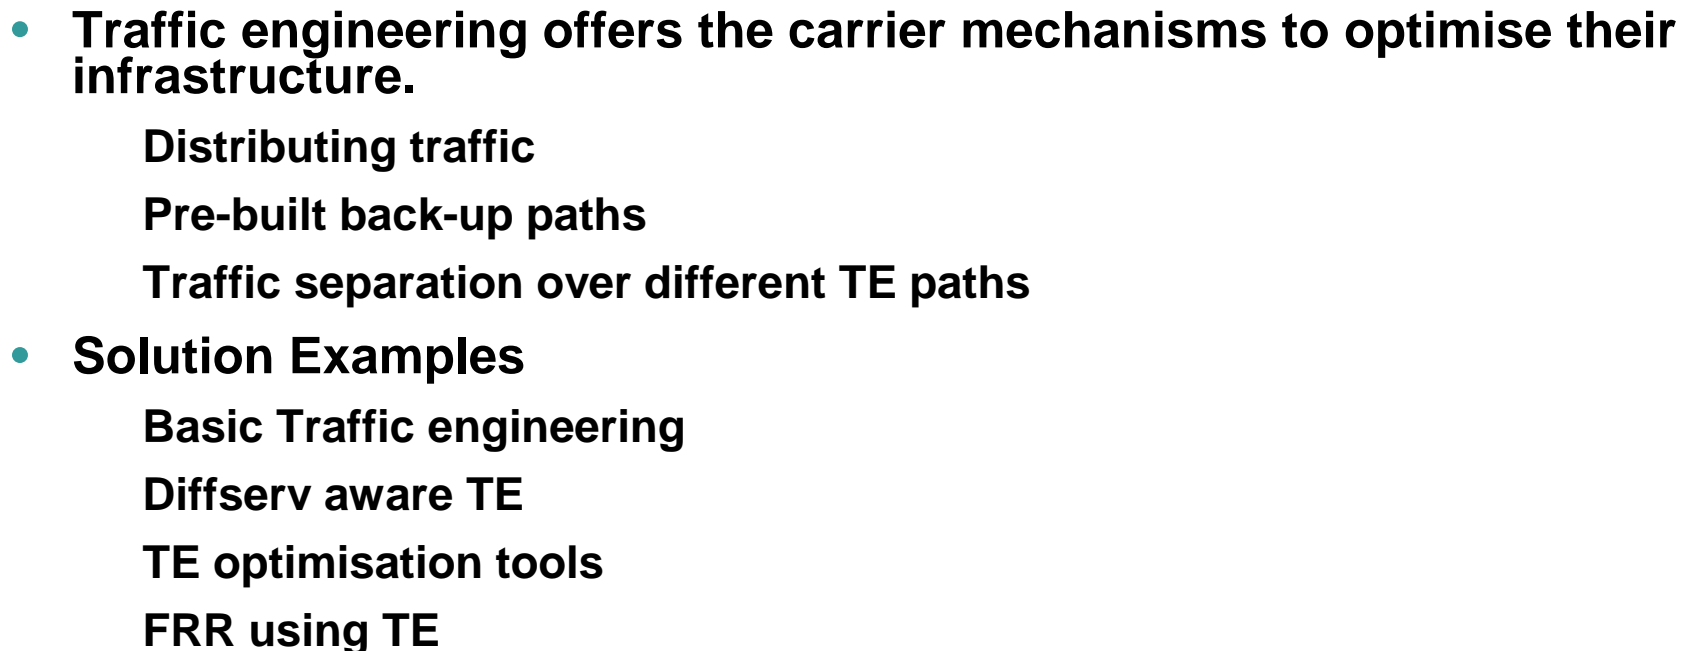 • Traffic engineering offers the carrier mechanisms to optimise their
infrastructure.
Distributing traffic
Pre-built back-up paths
Traffic separation over different TE paths
• Solution Examples
Basic Traffic engineering
Diffserv aware TE
TE optimisation tools
FRR using TE